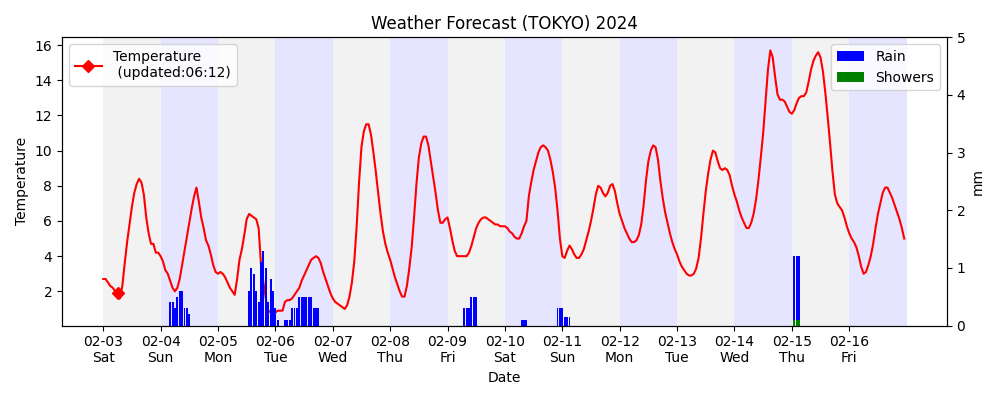 Weather Forecast (TOKYO) 2024
Temperature
(updated:06:12)
Rain
Showers
16
14
12
10
8
6
4
2
Temperature
5
4
3
2
1
0
mm
02-03 02-04 02-05 02-06 02-07 02-08 02-09 02-10 02-11 02-12 02-13 02-14 02-15 02-16
Sat Sun Mon Tue Wed Thu Fri Sat Sun Mon Tue Wed Thu Fri
Date